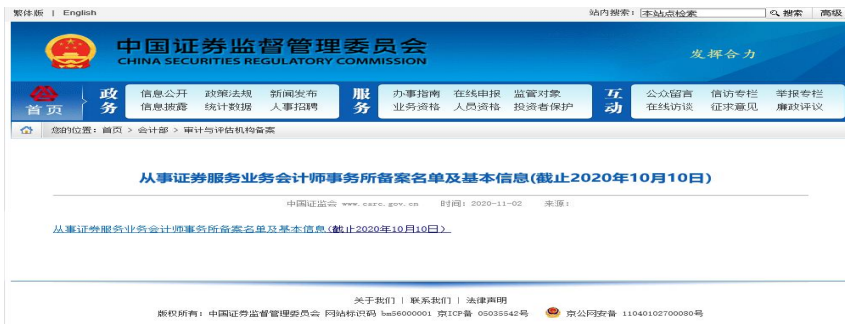 繁体版 | English
站内搜索: 本站点检索 搜索 高级
中国证券监督管理委员会
CHINA SECURITIES REGULATORY COMMISSION
发挥合力
首页
政务
信息公开 政策法规 新闻发布
信息披露 统计数据 人事招聘
服务
办事指南 在线申报 监管对象
业务资格 人员资格 投资者保护
互动
公众留言 信访专栏 举报专栏
在线访谈 征求意见 廉政评议
您的位置: 首页 > 会计部 > 审计与评估机构备案
从事证券服务业务会计师事务所备案名单及基本信息(截止2020年10月10日)
中国证监会 www.csrc.gov.cn 时间: 2020-11-02 来源:
从事证券服务业务会计师事务所备案名单及基本信息(截止2020年10月10日)
关于我们 | 联系我们 | 法律声明
版权所有: 中国证券监督管理委员会 网站标识码 bm56000001 京ICP备 05035542号 京公网安备 11040102700080号